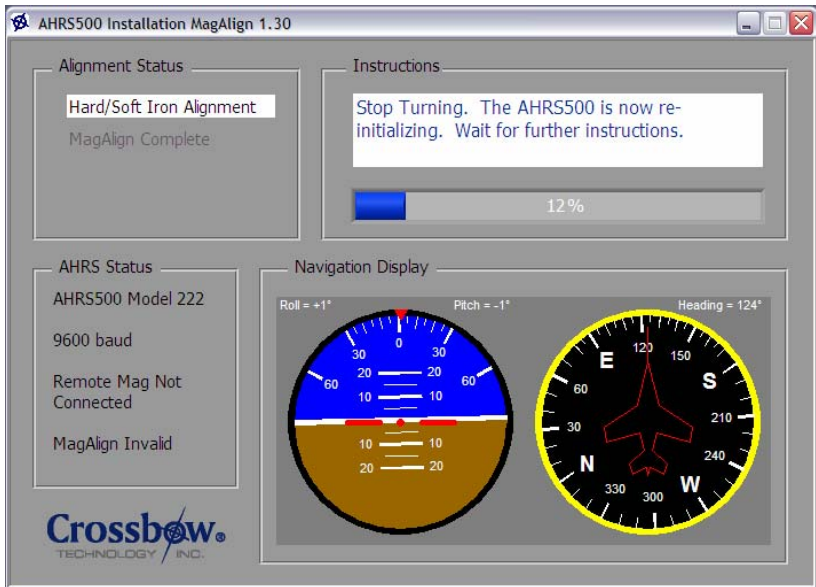 AHRS500 Installation MagAlign 1.30
Alignment Status
Hard/Soft Iron Alignment
MagAlign Complete
Instructions
Stop Turning. The AHRS500 is now re-
initializing. Wait for further instructions.
12%
AHRS Status
AHRS500 Model 222
9600 baud
Remote Mag Not
Connected
MagAlign Invalid
Crossbow®
TECHNOLOGY INC.
Navigation Display
Roll = +1°
Pitch = -1°
0
30 30
60 60
20 20
10 10
10 10
20 20
Heading = 124°
120
150
S
210
240
W
300
330
N
30
60
E